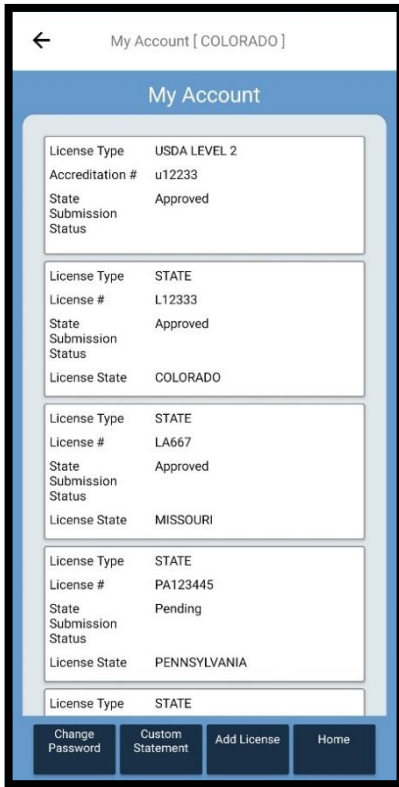 My Account [ COLORADO ]
My Account
License Type USDA LEVEL 2
Accreditation # u12233
State Approved
Submission
Status
License Type STATE
License # L12333
State Approved
Submission
Status
License State COLORADO
License Type STATE
License # LA667
State Approved
Submission
Status
License State MISSOURI
License Type STATE
License # PA123445
State Pending
Submission
Status
License State PENNSYLVANIA
License Type STATE
Change Password
Custom Statement
Add License
Home